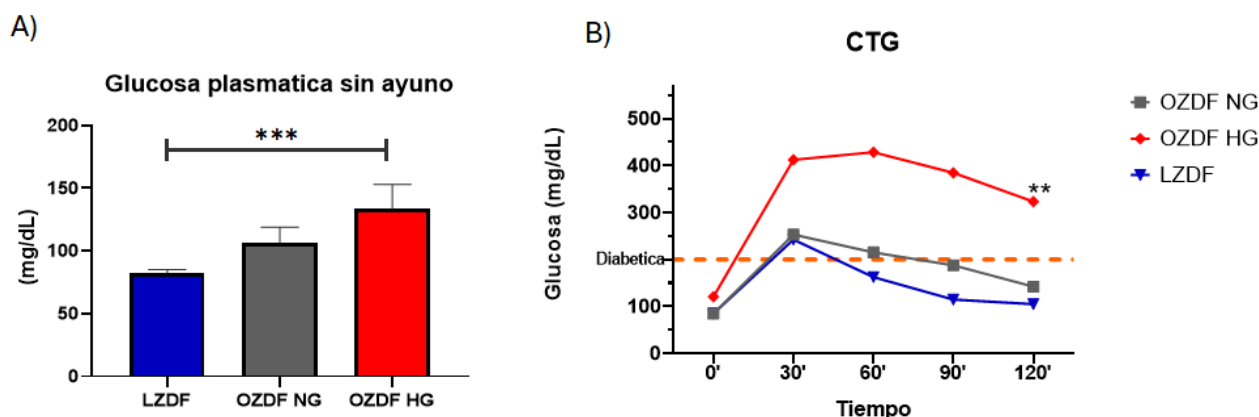 A)
Glucosa plasmatica sin ayuno
(mg/dL)
200
150
100
50
0
***
LZDF
OZDF NG
OZDF HG
B)
CTG
Glucosa (mg/dL)
500
400
300
Diabetica
100
0
**
0'
30'
60'
90'
120'
Tiempo
OZDF NG
OZDF HG
LZDF